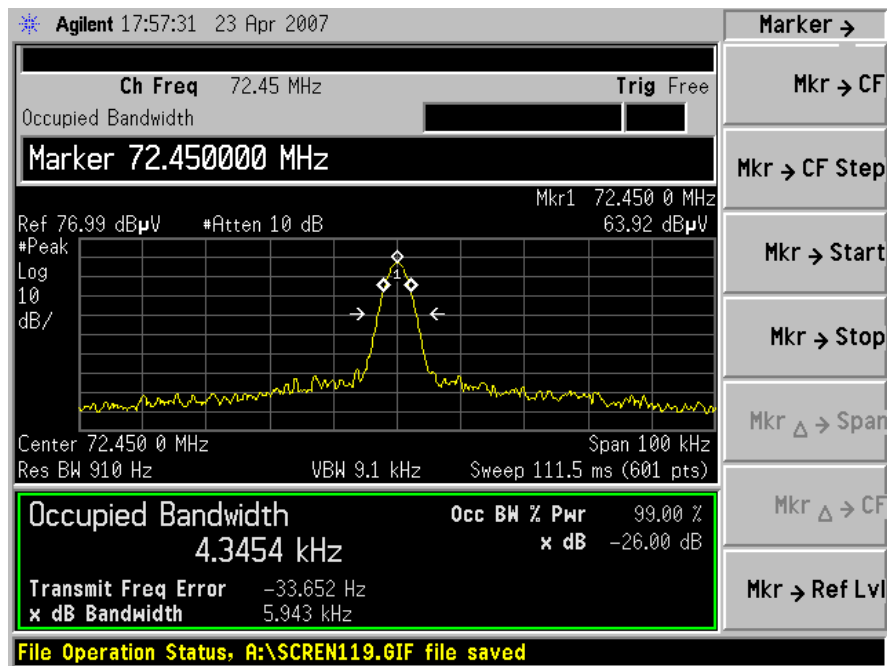 Agilent 17:57:31 23 Apr 2007
Marker →
Ch Freq 72.45 MHz
Trig Free
Occupied Bandwidth
Marker 72.450000 MHz
Mkr1 72.450 0 MHz
Ref 76.99 dBµV #Atten 10 dB 63.92 dBµV
#Peak
Log
10
dB/
1
Center 72.450 0 MHz Span 100 kHz
Res BW 910 Hz VBW 9.1 kHz Sweep 111.5 ms (601 pts)
Occupied Bandwidth
4.3454 kHz
Occ BW % Pwr 99.00 %
x dB -26.00 dB
Transmit Freq Error -33.652 Hz
x dB Bandwidth 5.943 kHz
File Operation Status, A:\SCREN119.GIF file saved
Mkr → CF
Mkr → CF Step
Mkr → Start
Mkr → Stop
Mkr Δ → Span
Mkr Δ → CF
Mkr → Ref Lvl